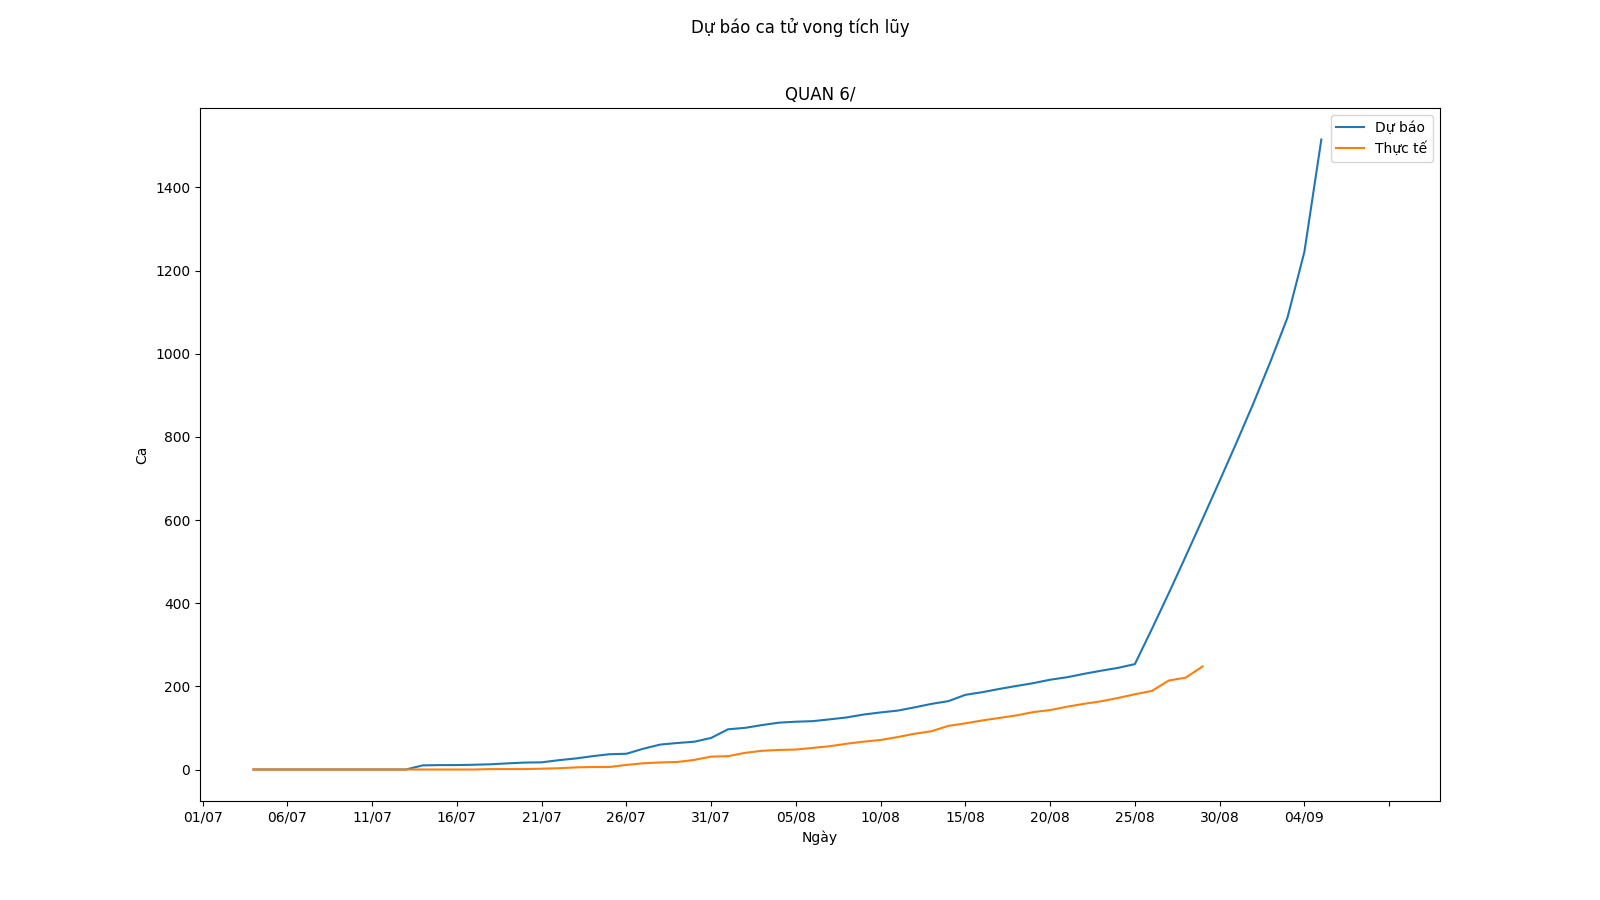 Dự báo ca tử vong tích lũy
QUAN 6/
Dự báo
Thực tế
1400
1200
1000
800
600
400
200
0
Ca
01/07 06/07 11/07 16/07 21/07 26/07 31/07 05/08 10/08 15/08 20/08 25/08 30/08 04/09
Ngày